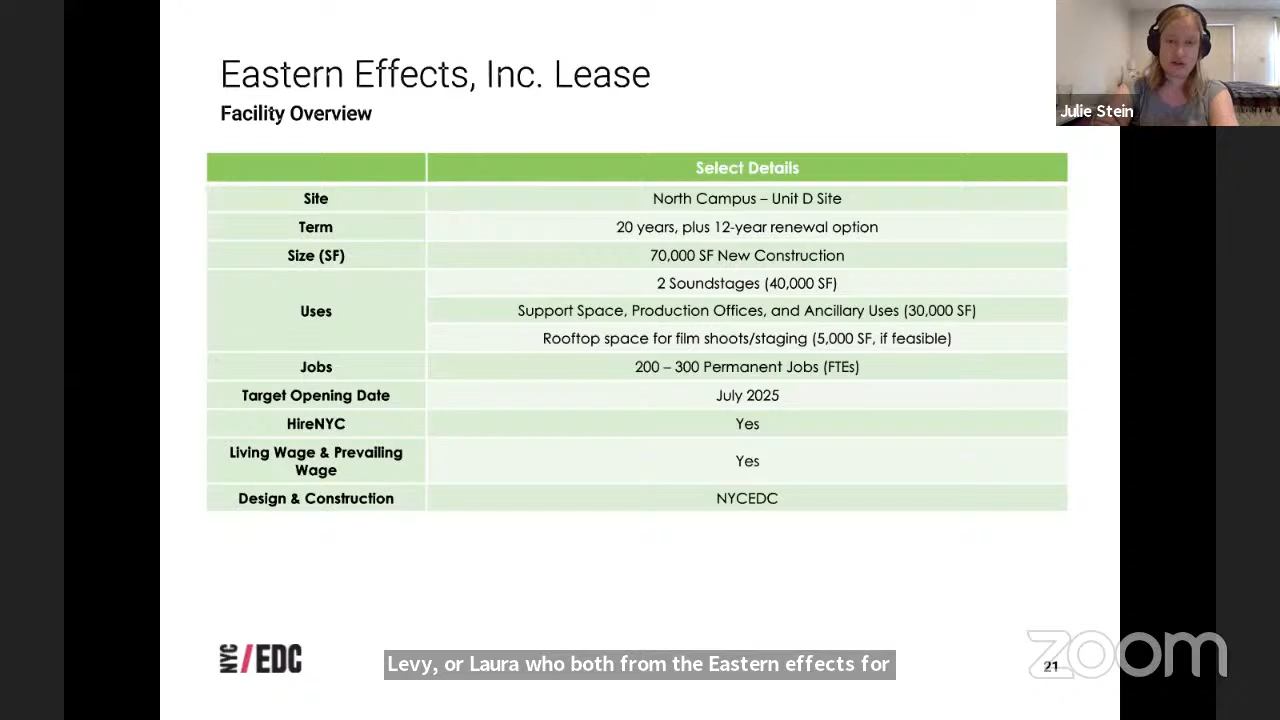 Eastern Effects, Inc. Lease
Facility Overview
Julie Stein
Select Details
Site
North Campus – Unit D Site
Term
20 years, plus 12-year renewal option
Size (SF)
70,000 SF New Construction
Uses
2 Soundstages (40,000 SF)
Support Space, Production Offices, and Ancillary Uses (30,000 SF)
Rooftop space for film shoots/staging (5,000 SF, if feasible)
Jobs
200 – 300 Permanent Jobs (FTEs)
Target Opening Date
July 2025
HireNYC
Yes
Living Wage & Prevailing
Wage
Yes
Design & Construction
NYCEDC
NYC/EDC
Levy, or Laura who both from the Eastern effects for
21
zoom